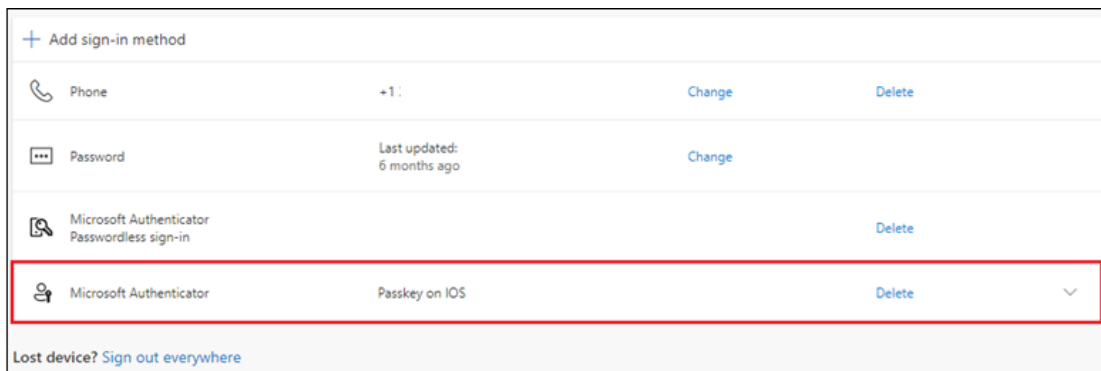 Add sign-in method
Phone +1 Change Delete
Password Last updated: Change
6 months ago
Microsoft Authenticator
Passwordless sign-in Delete
Microsoft Authenticator Passkey on IOS Delete
Lost device? Sign out everywhere